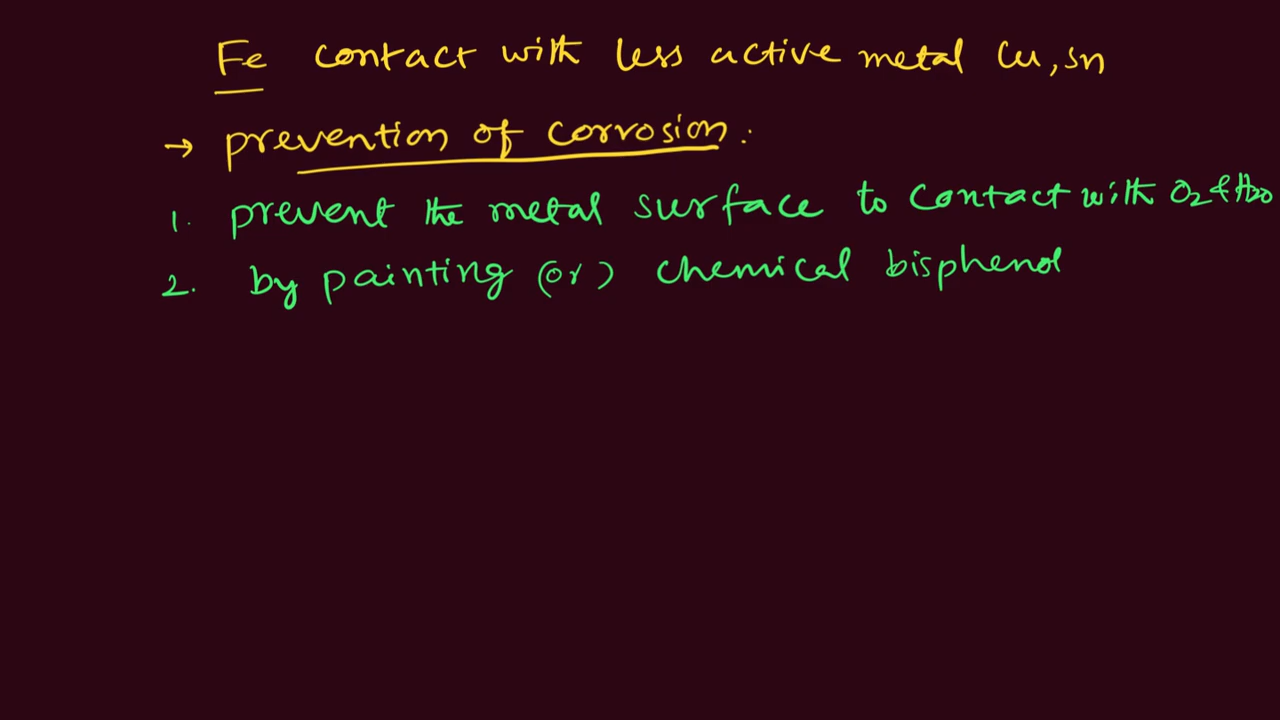 Fe contact with less active metal Cu, Sn
→ prevention of corrosion:
1. prevent the metal surface to contact with O2 & H2O
2. by painting (or) chemical bisphenol